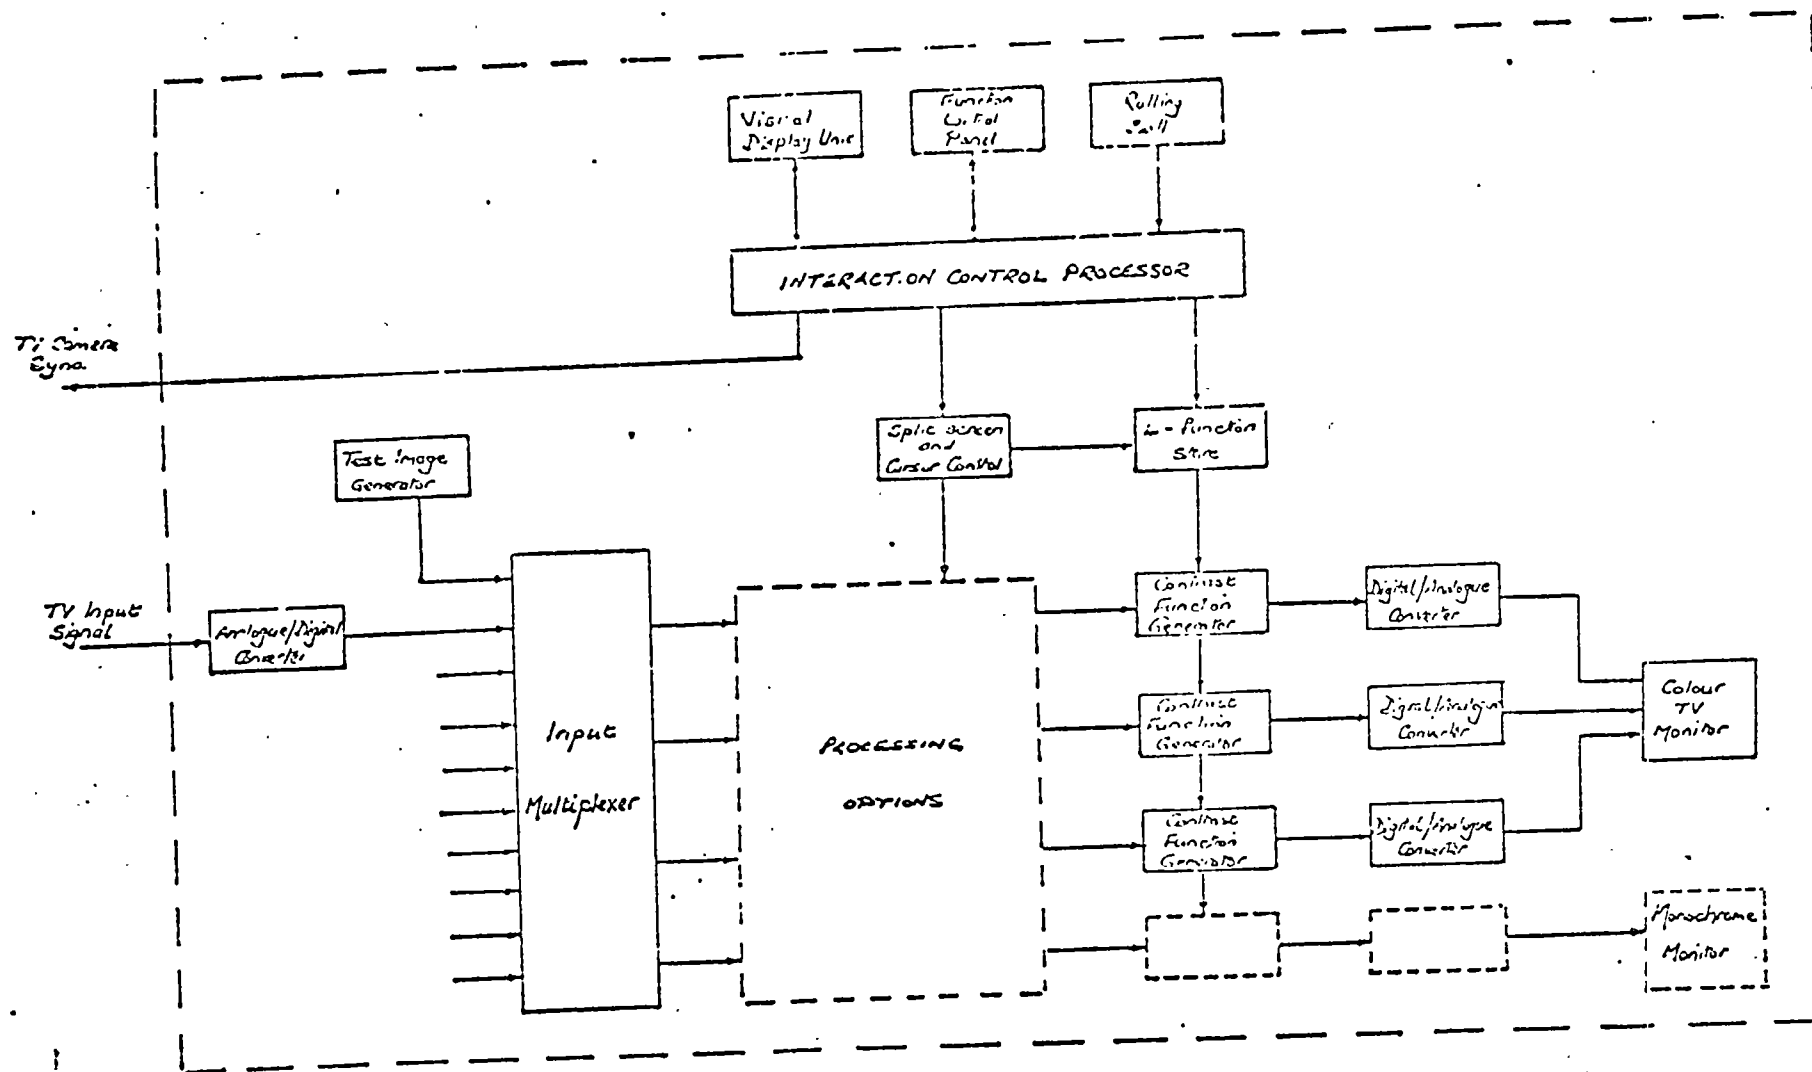 Visual
Display Unit
Function
Control
Panel
Rolling
Ball
INTERACTION CONTROL PROCESSOR
TV Camera
Sync.
Split Screen
and
Cursor Control
Function
Store
Test Image
Generator
TV Input
Signal
Analogue/Digital
Converter
Input
Multiplexer
PROCESSING
OPTIONS
Contrast
Function
Generator
Digital/Analogue
Converter
Contrast
Function
Generator
Digital/Analogue
Converter
Contrast
Function
Generator
Digital/Analogue
Converter
Colour
TV
Monitor
Monochrome
Monitor